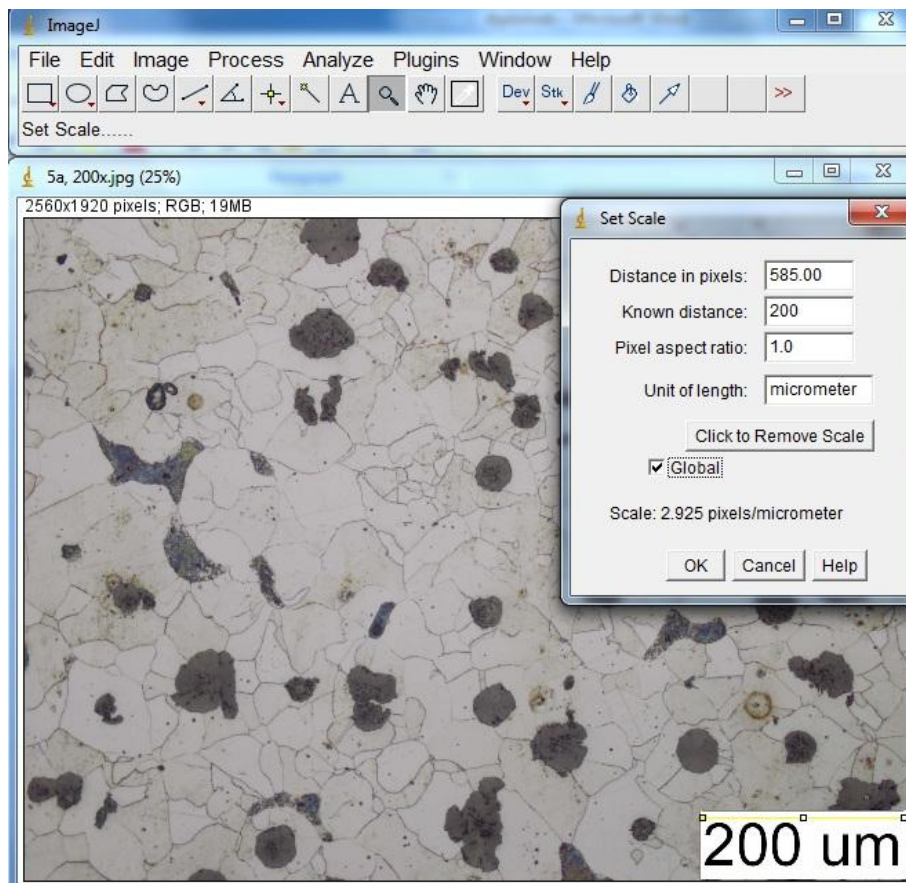 ImageJ
File Edit Image Process Analyze Plugins Window Help
A Dev Stk >>
Set Scale......
5a, 200x.jpg (25%)
2560x1920 pixels; RGB; 19MB
Set Scale
Distance in pixels: 585.00
Known distance: 200
Pixel aspect ratio: 1.0
Unit of length: micrometer
Click to Remove Scale
Global
Scale: 2.925 pixels/micrometer
OK Cancel Help
200 um